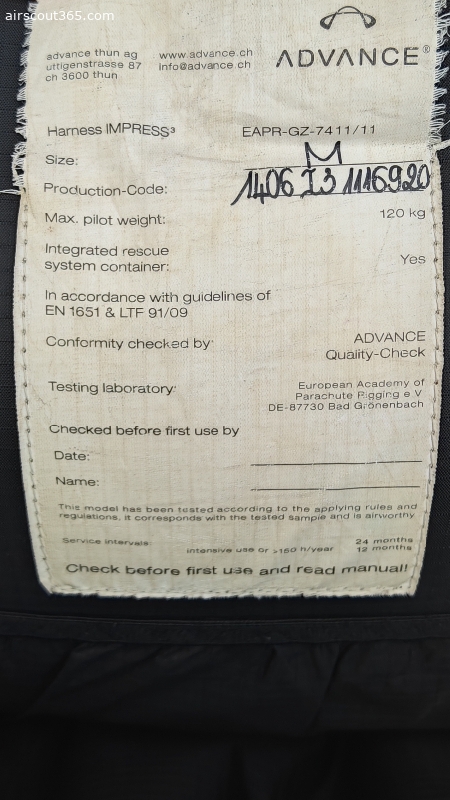 airscout365.com
advance thun ag www.advance.ch
uttigenstrasse 87 info@advance.ch
ch 3600 thun
ADVANCE®
Harness IMPRESS³ EAPR-GZ-7411/11
Size: M
Production-Code: 1406 I3 1116920
Max. pilot weight: 120 kg
Integrated rescue
system container: Yes
In accordance with guidelines of
EN 1651 & LTF 91/09
Conformity checked by: ADVANCE
Quality-Check
Testing laboratory: European Academy of
Parachute Rigging e.V
DE-87730 Bad Grönenbach
Checked before first use by
Date:
Name:
This model has been tested according to the applying rules and
regulations, it corresponds with the tested sample and is airworthy
Service intervals: 24 months
intensive use or >150 h/year 12 months
Check before first use and read manual!